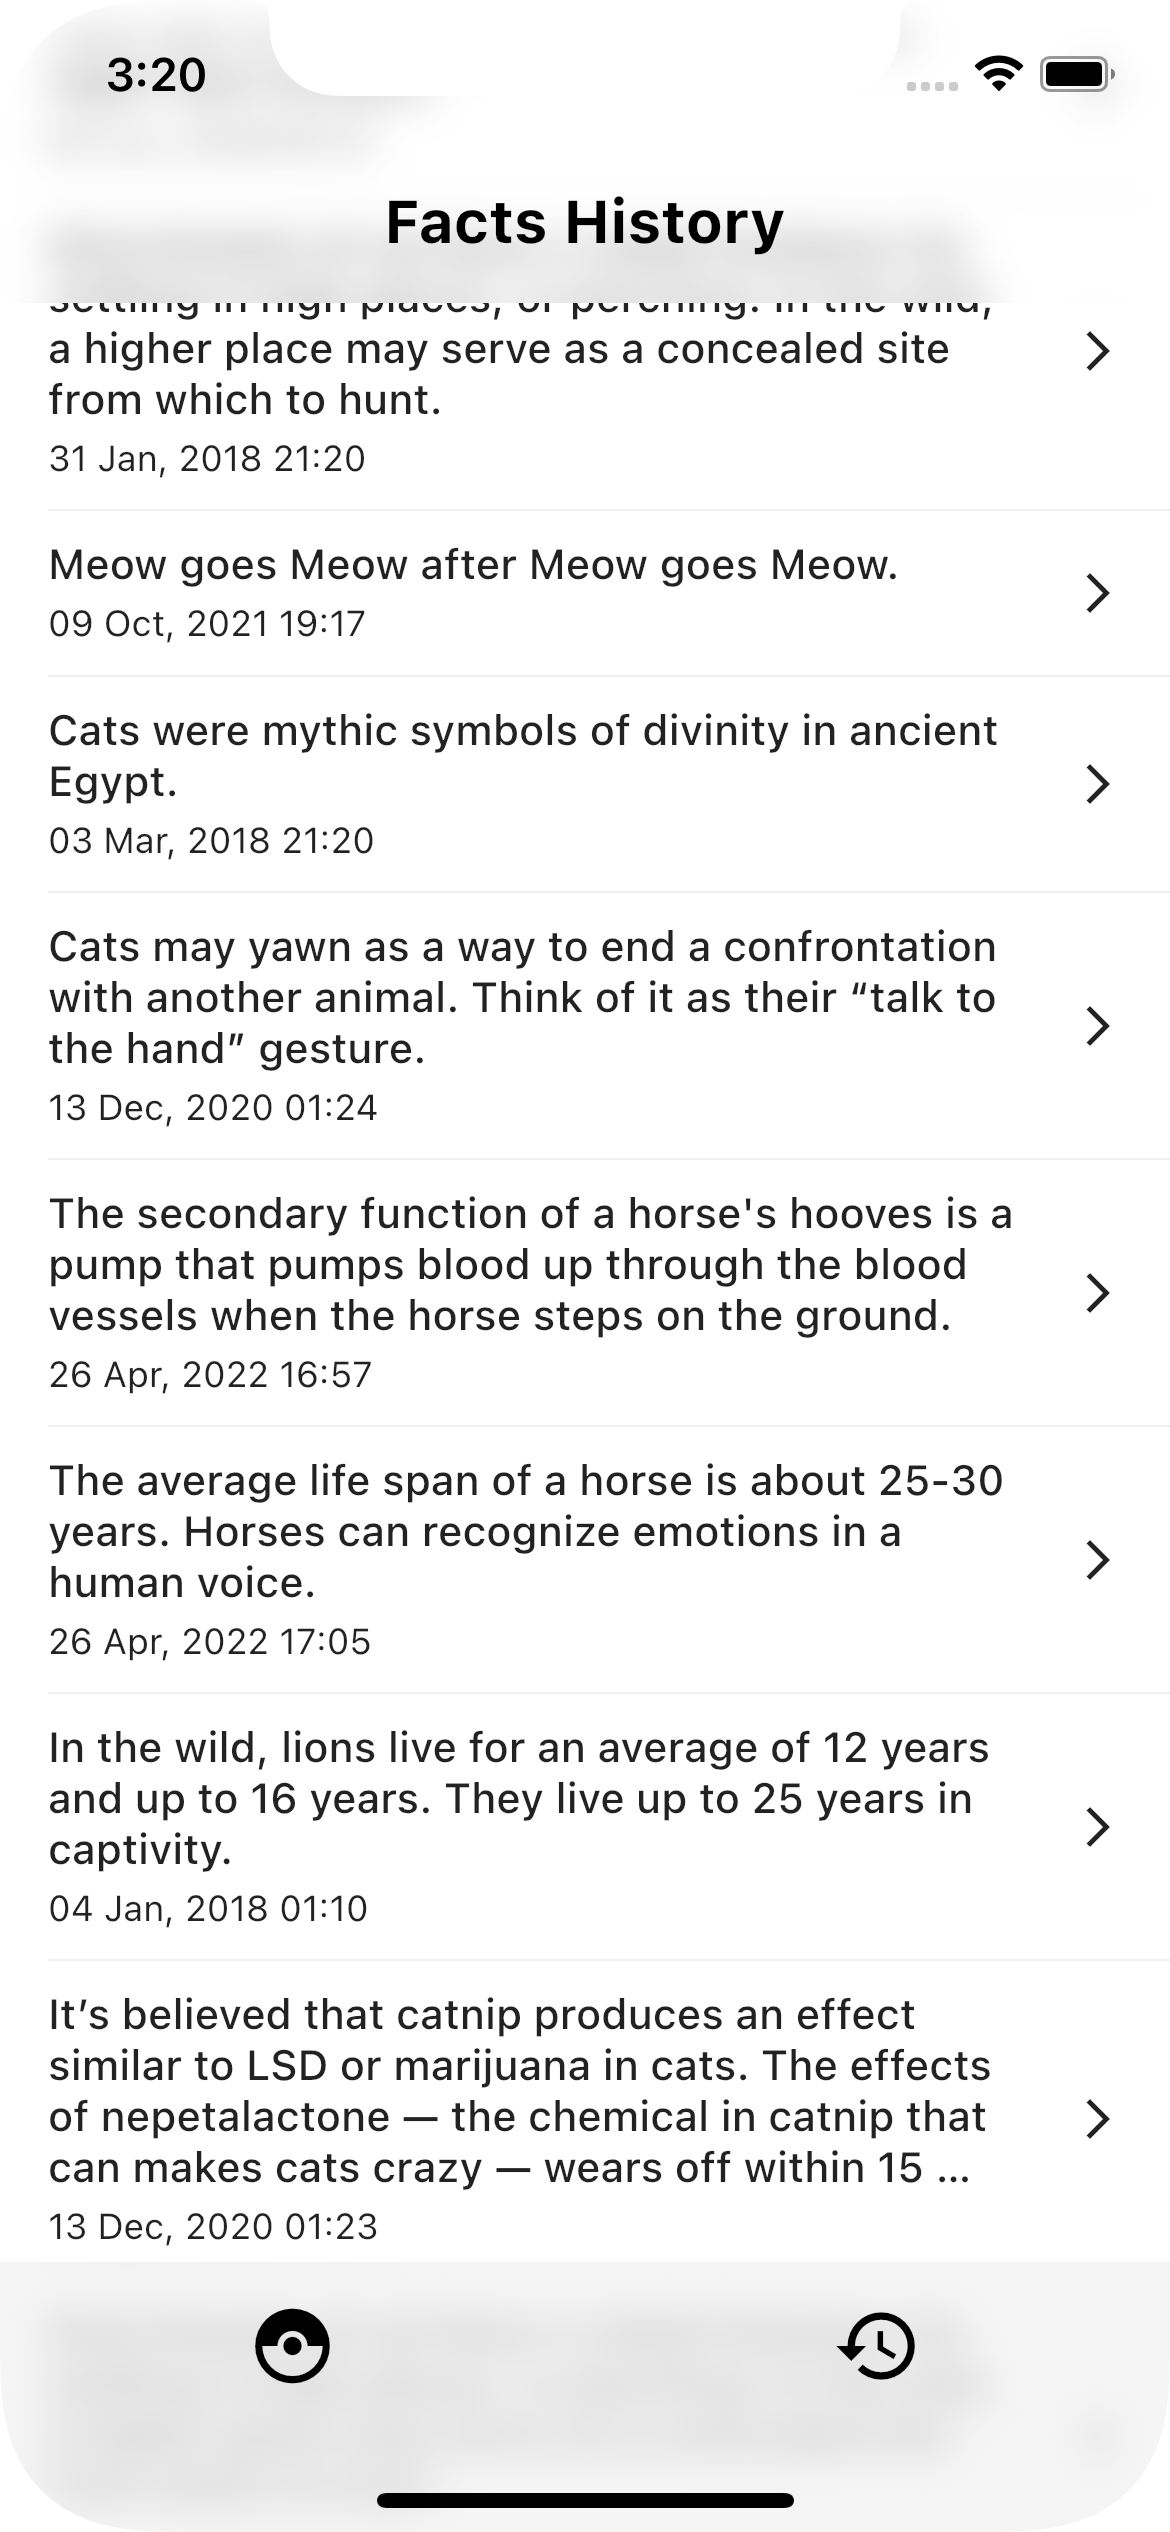 3:20
Facts History
settling in high places, or perching. In the wild,
a higher place may serve as a concealed site
from which to hunt.
31 Jan, 2018 21:20
Meow goes Meow after Meow goes Meow.
09 Oct, 2021 19:17
Cats were mythic symbols of divinity in ancient
Egypt.
03 Mar, 2018 21:20
Cats may yawn as a way to end a confrontation
with another animal. Think of it as their “talk to
the hand” gesture.
13 Dec, 2020 01:24
The secondary function of a horse's hooves is a
pump that pumps blood up through the blood
vessels when the horse steps on the ground.
26 Apr, 2022 16:57
The average life span of a horse is about 25-30
years. Horses can recognize emotions in a
human voice.
26 Apr, 2022 17:05
In the wild, lions live for an average of 12 years
and up to 16 years. They live up to 25 years in
captivity.
04 Jan, 2018 01:10
It’s believed that catnip produces an effect
similar to LSD or marijuana in cats. The effects
of nepetalactone — the chemical in catnip that
can makes cats crazy — wears off within 15 ...
13 Dec, 2020 01:23